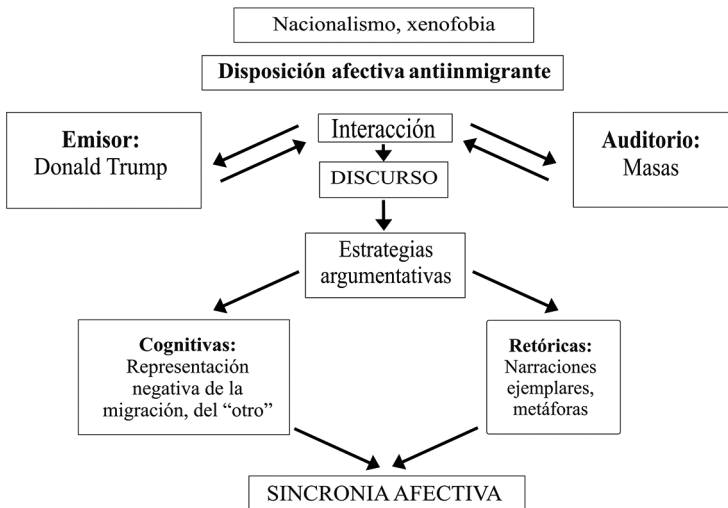 Nacionalismo, xenofobia
Disposición afectiva antiinmigrante
Emisor:
Donald Trump
Interacción
Auditorio:
Masas
DISCURSO
Estrategias
argumentativas
Cognitivas:
Representación
negativa de la
migración, del “otro”
Retóricas:
Narraciones
ejemplares,
metáforas
SINCRONIA AFECTIVA